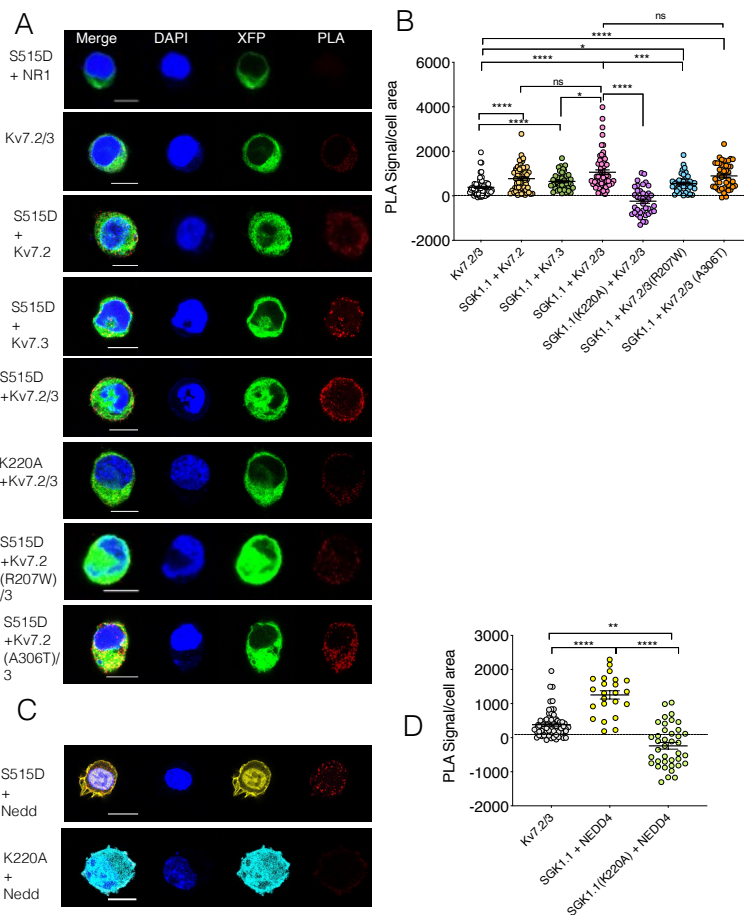 A
Merge DAPI XFP PLA
S515D
+ NR1
Kv7.2/3
S515D
+
Kv7.2
S515D
+
Kv7.3
S515D
+Kv7.2/3
K220A
+Kv7.2/3
S515D
+Kv7.2
(R207W)
/3
S515D
+Kv7.2
(A306T)/
3
B
ns
****
*
**** ***
ns
* ****
****
****
PLA Signal/cell area
6000
4000
2000
0
-2000
Kv7.2/3
SGK1.1 + Kv7.2
SGK1.1 + Kv7.3
SGK1.1 + Kv7.2/3
SGK1.1(K220A) + Kv7.2/3
SGK1.1 + Kv7.2/3(R207W)
SGK1.1 + Kv7.2/3 (A306T)
C
S515D
+
Nedd
K220A
+
Nedd
D
**
**** ****
PLA Signal/cell area
3000
2000
1000
0
-1000
-2000
Kv7.2/3
SGK1.1 + NEDD4
SGK1.1(K220A) + NEDD4